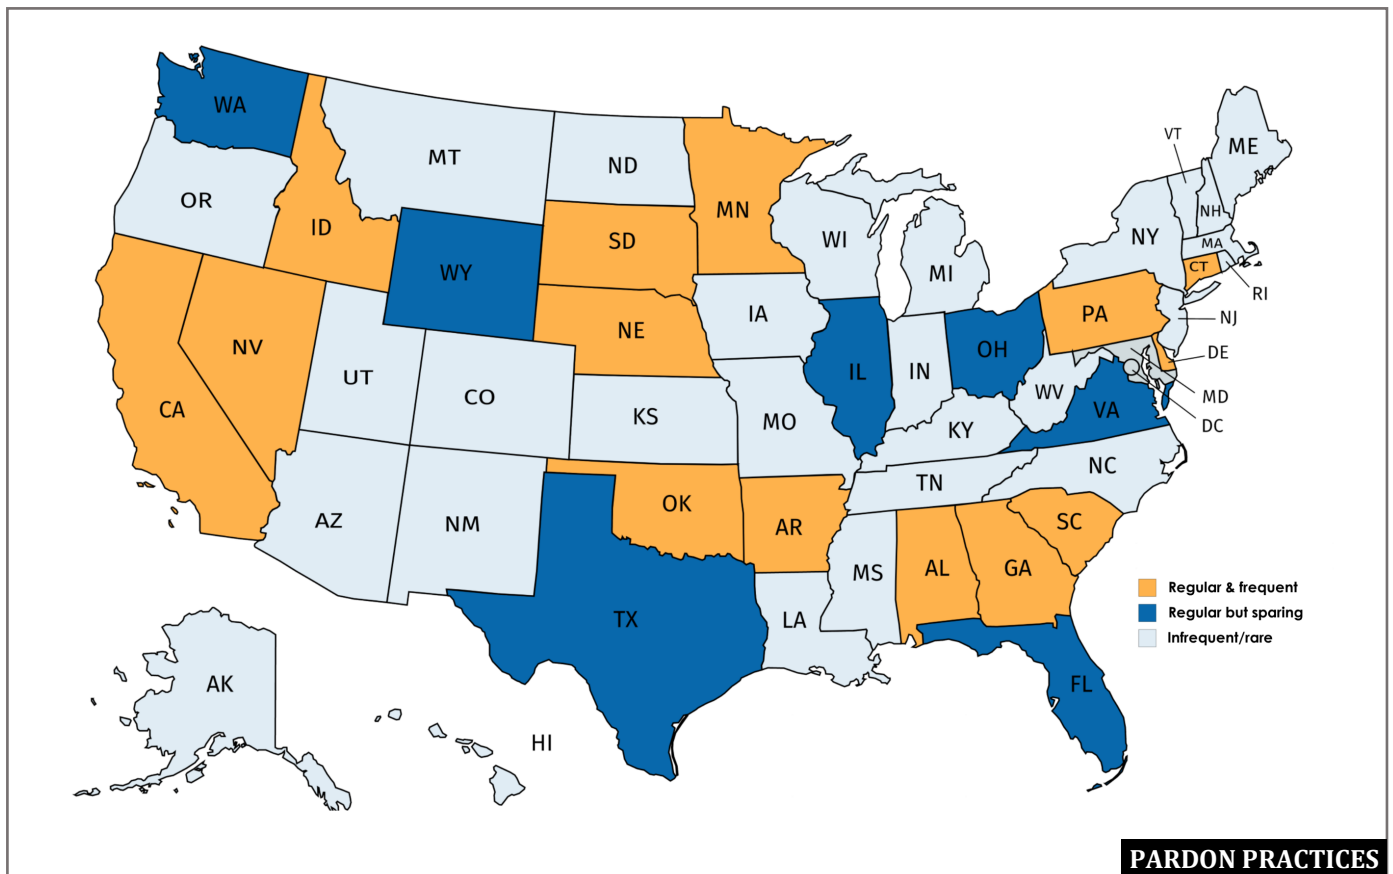 WA
MT
ND
MN
OR
ID
SD
WY
WI
MI
VT
ME
NH
NY
MA
CT
RI
NJ
PA
DE
MD
DC
NV
UT
CO
NE
IA
IL
IN
OH
WV
VA
CA
KS
MO
KY
NC
TN
AZ
NM
OK
AR
SC
MS
AL
GA
TX
LA
FL
AK
HI
Regular & frequent
Regular but sparing
Infrequent/rare
PARDON PRACTICES